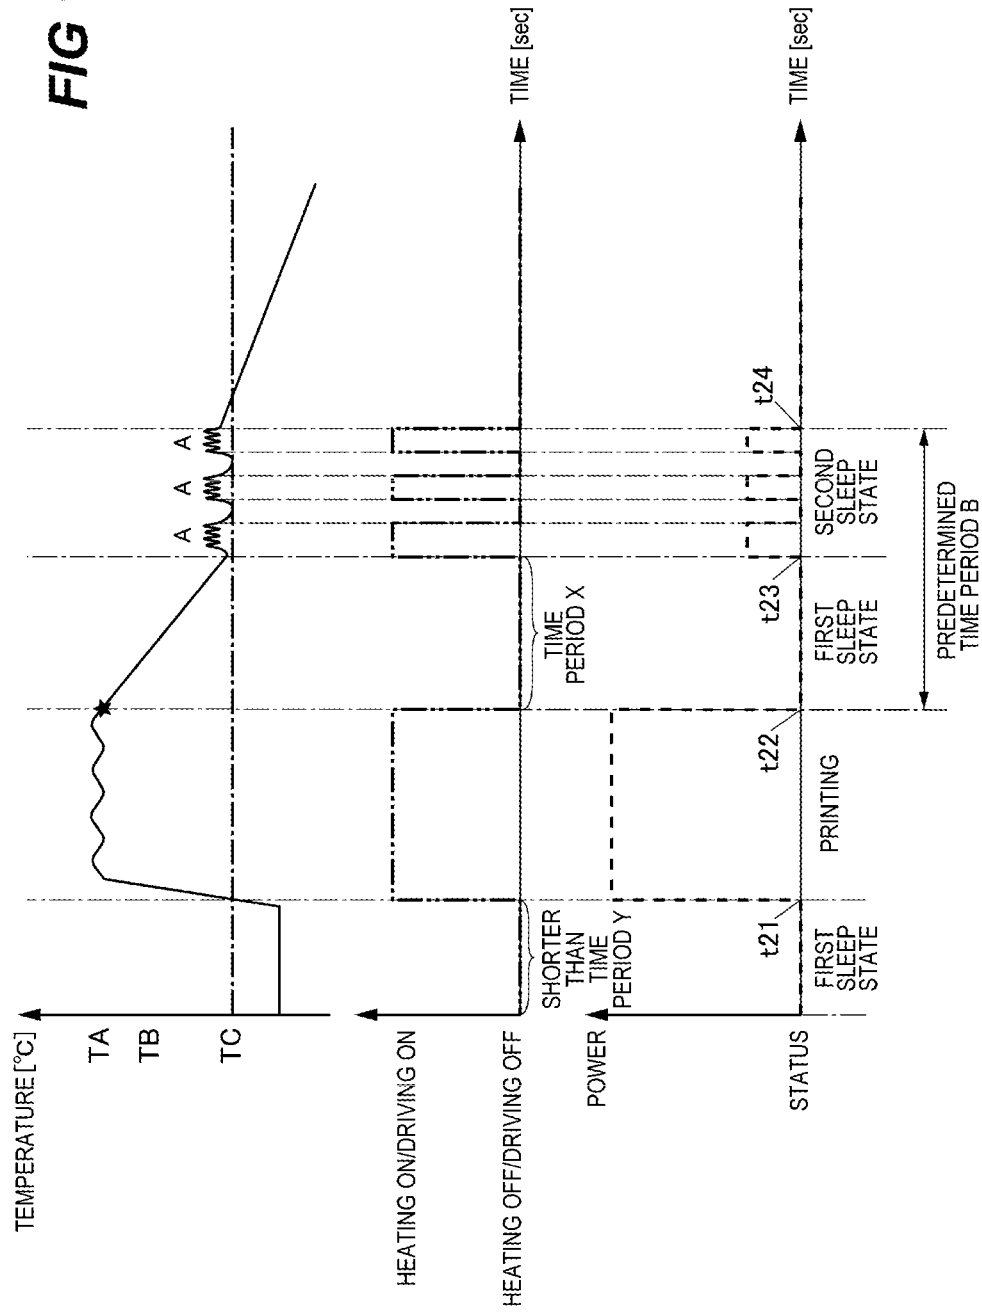 FIG
TEMPERATURE [°C]
TA
TB
TC
A
A
A
HEATING ON/DRIVING ON
HEATING OFF/DRIVING OFF
SHORTER
THAN
TIME
PERIOD Y
TIME
PERIOD X
TIME [sec]
POWER
STATUS
t21
t22
t23
t24
TIME [sec]
FIRST
SLEEP
STATE
PRINTING
FIRST
SLEEP
STATE
SECOND
SLEEP
STATE
PREDETERMINED
TIME PERIOD B